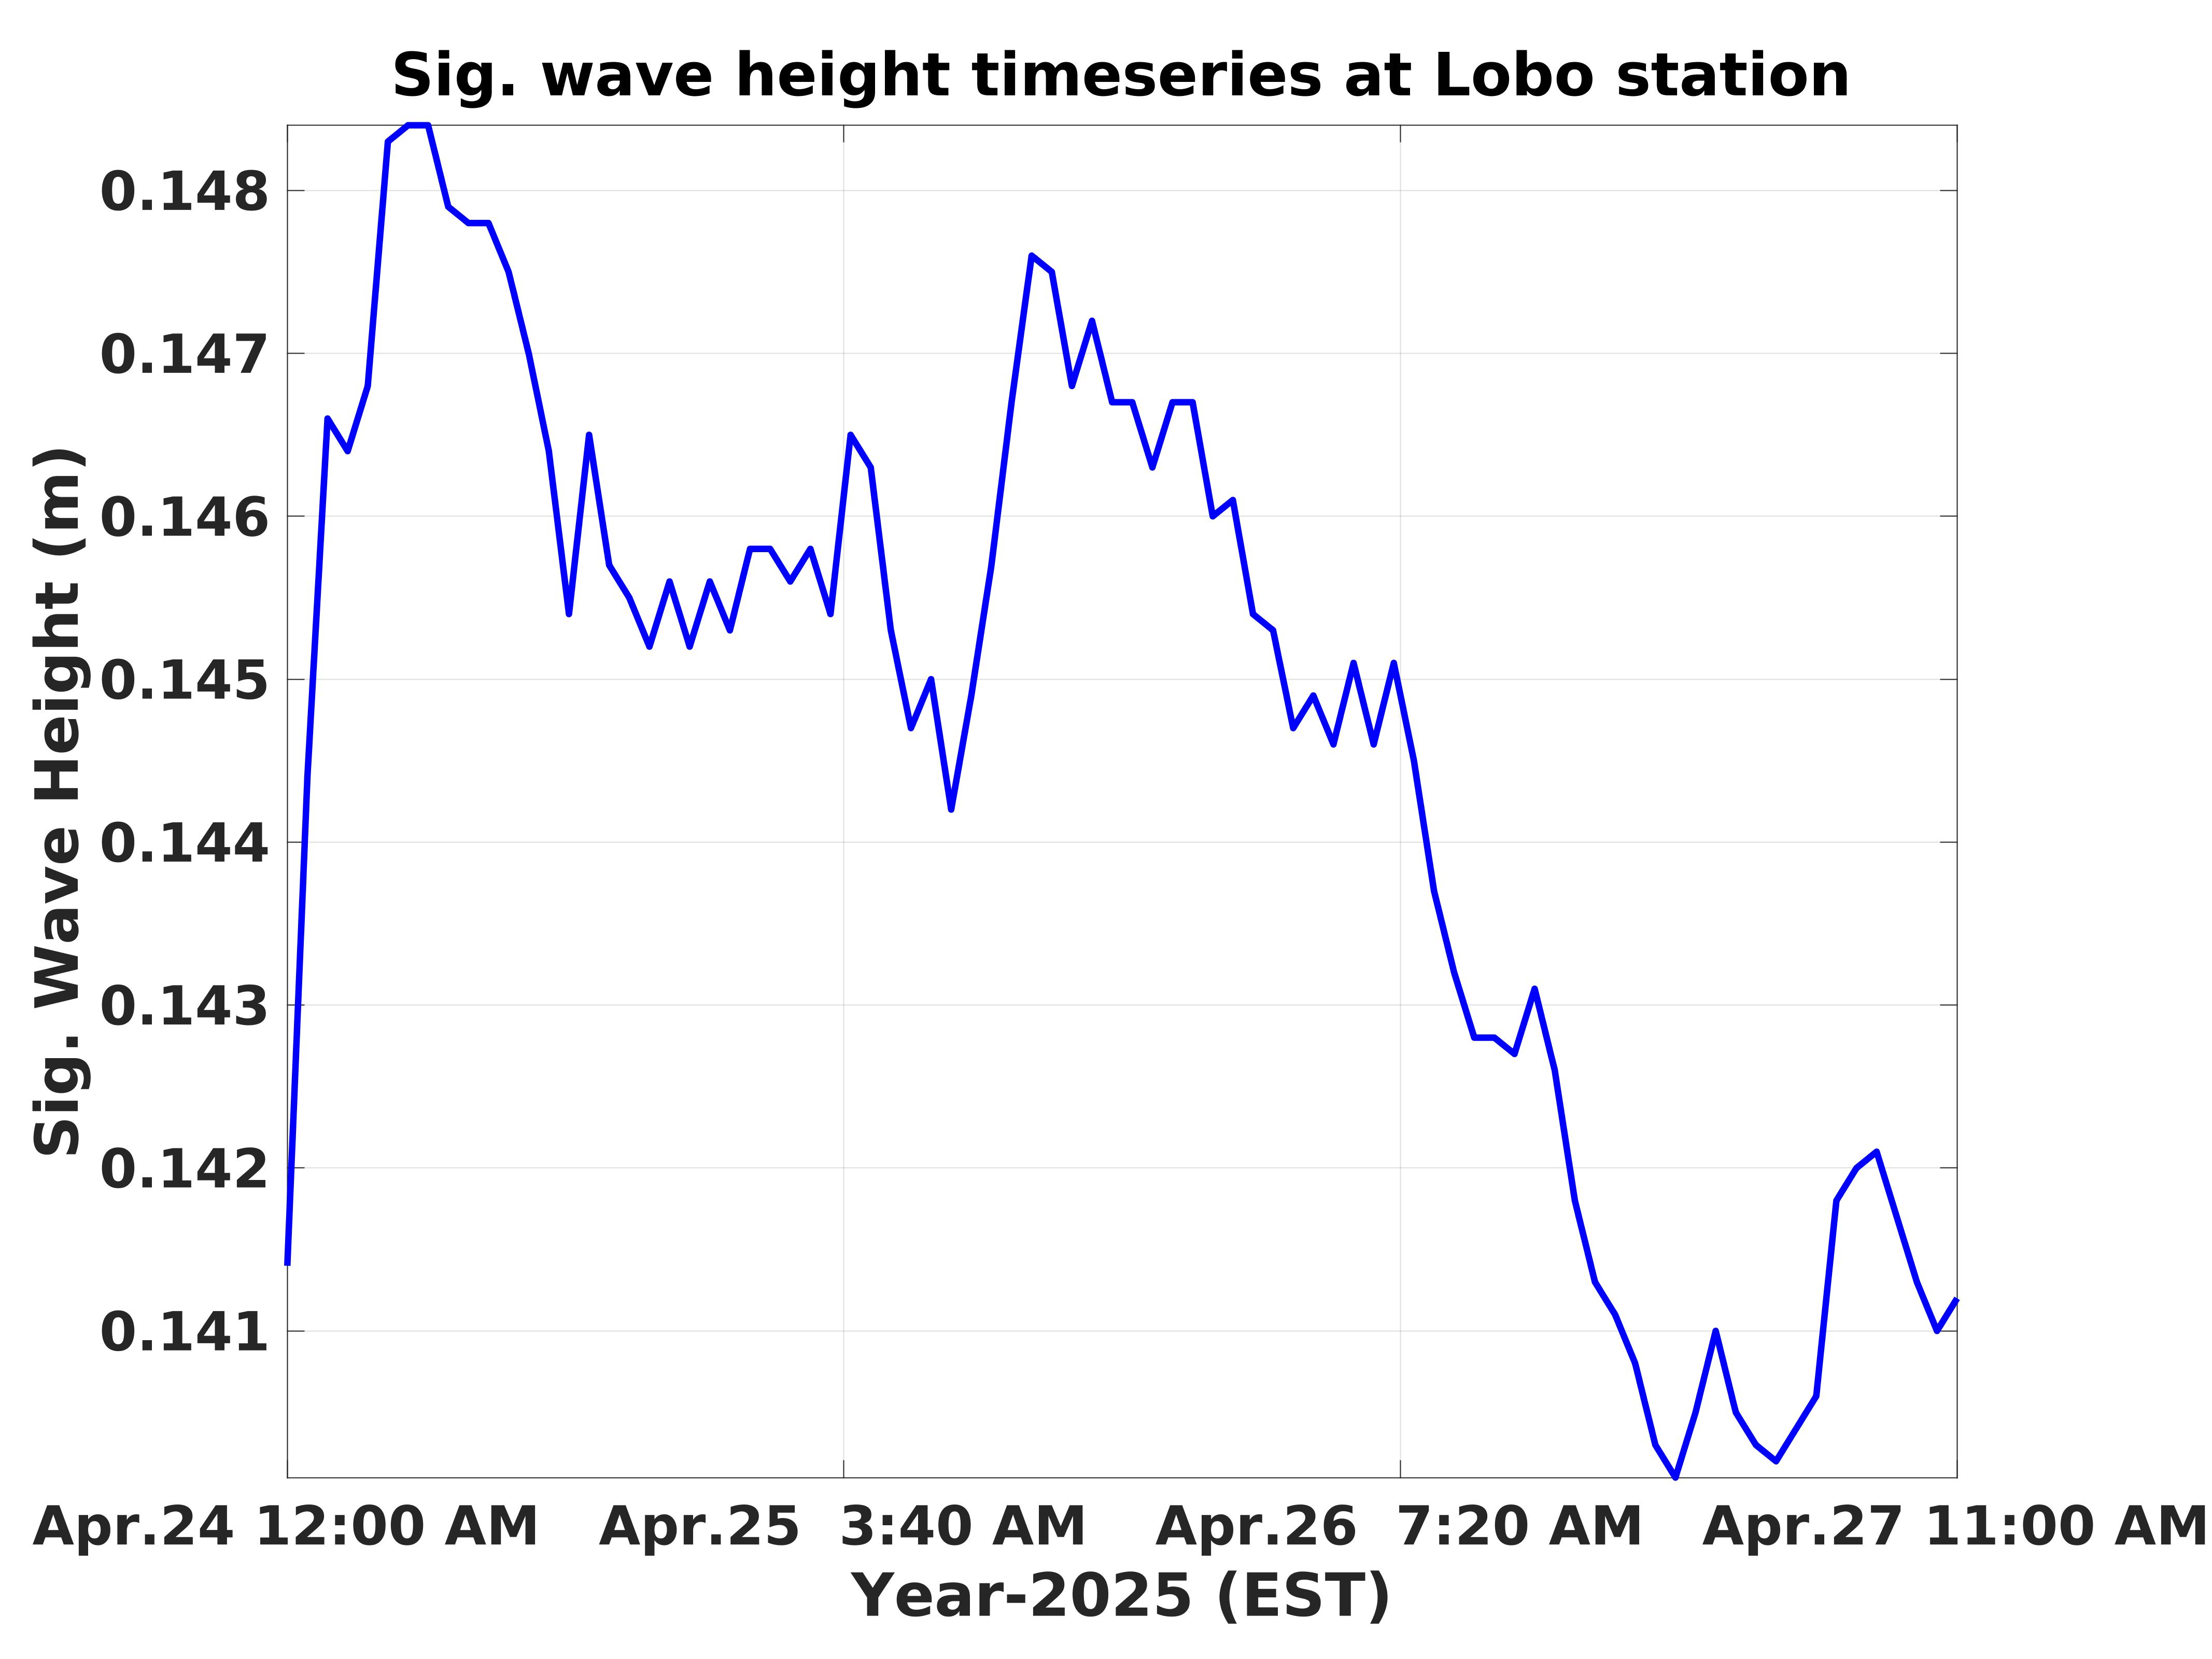 Sig. wave height timeseries at Lobo station
Sig. Wave Height (m)
0.148
0.147
0.146
0.145
0.144
0.143
0.142
0.141
Apr.24 12:00 AM Apr.25 3:40 AM Apr.26 7:20 AM Apr.27 11:00 AM
Year-2025 (EST)